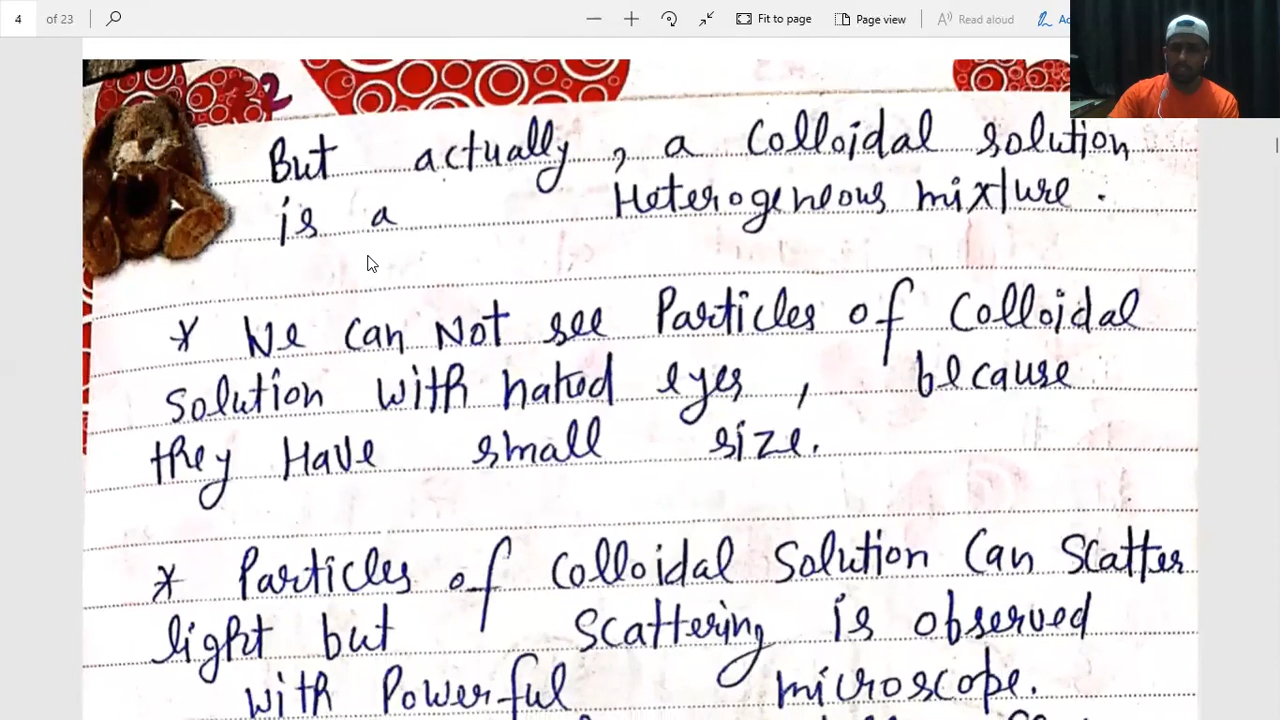 4 of 23 Fit to page Page view Read aloud
2
But actually, a Colloidal solution
is a Heterogeneous mixture.
* We can Not see Particles of Colloidal
solution with naked eyes, because
they Have small size.
* Particles of Colloidal Solution Can Scatter
light but Scattering is observed
with Powerful microscope.